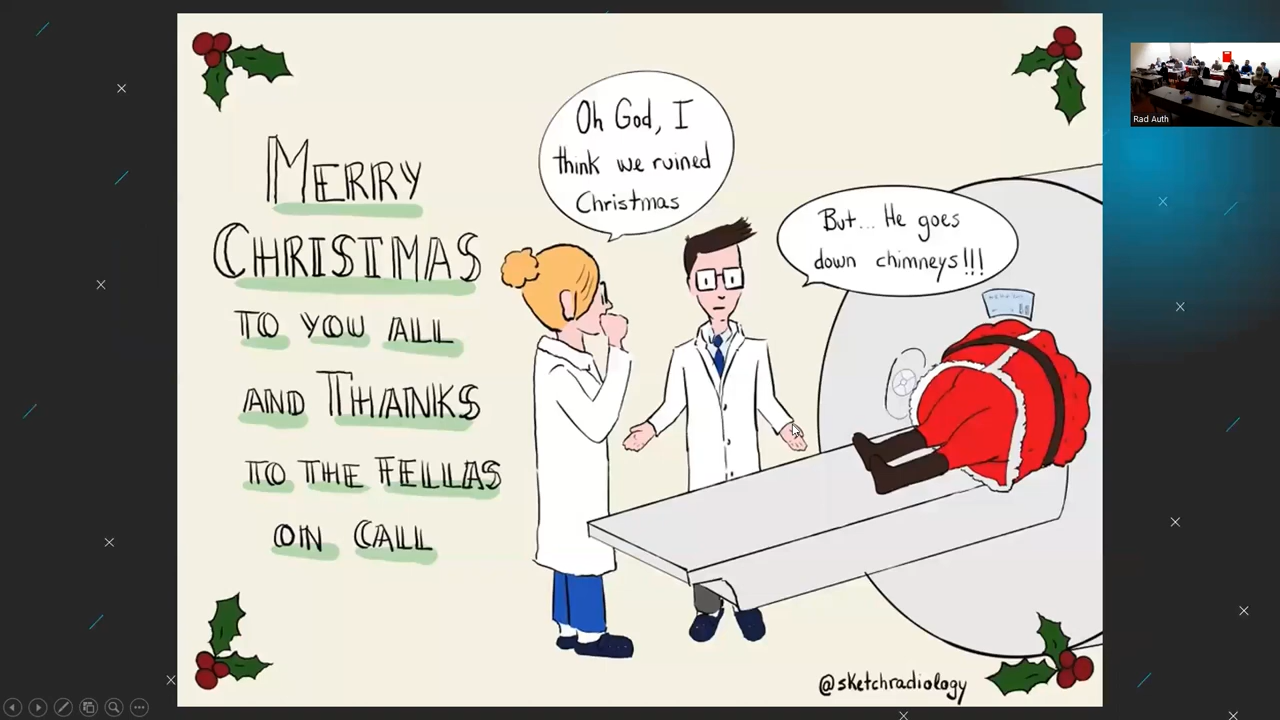 MERRY
CHRISTMAS
TO YOU ALL
AND THANKS
TO THE FELLAS
ON CALL
Oh God, I
think we ruined
Christmas
But... He goes
down chimneys!!!
@sketchradiology
Rad Auth